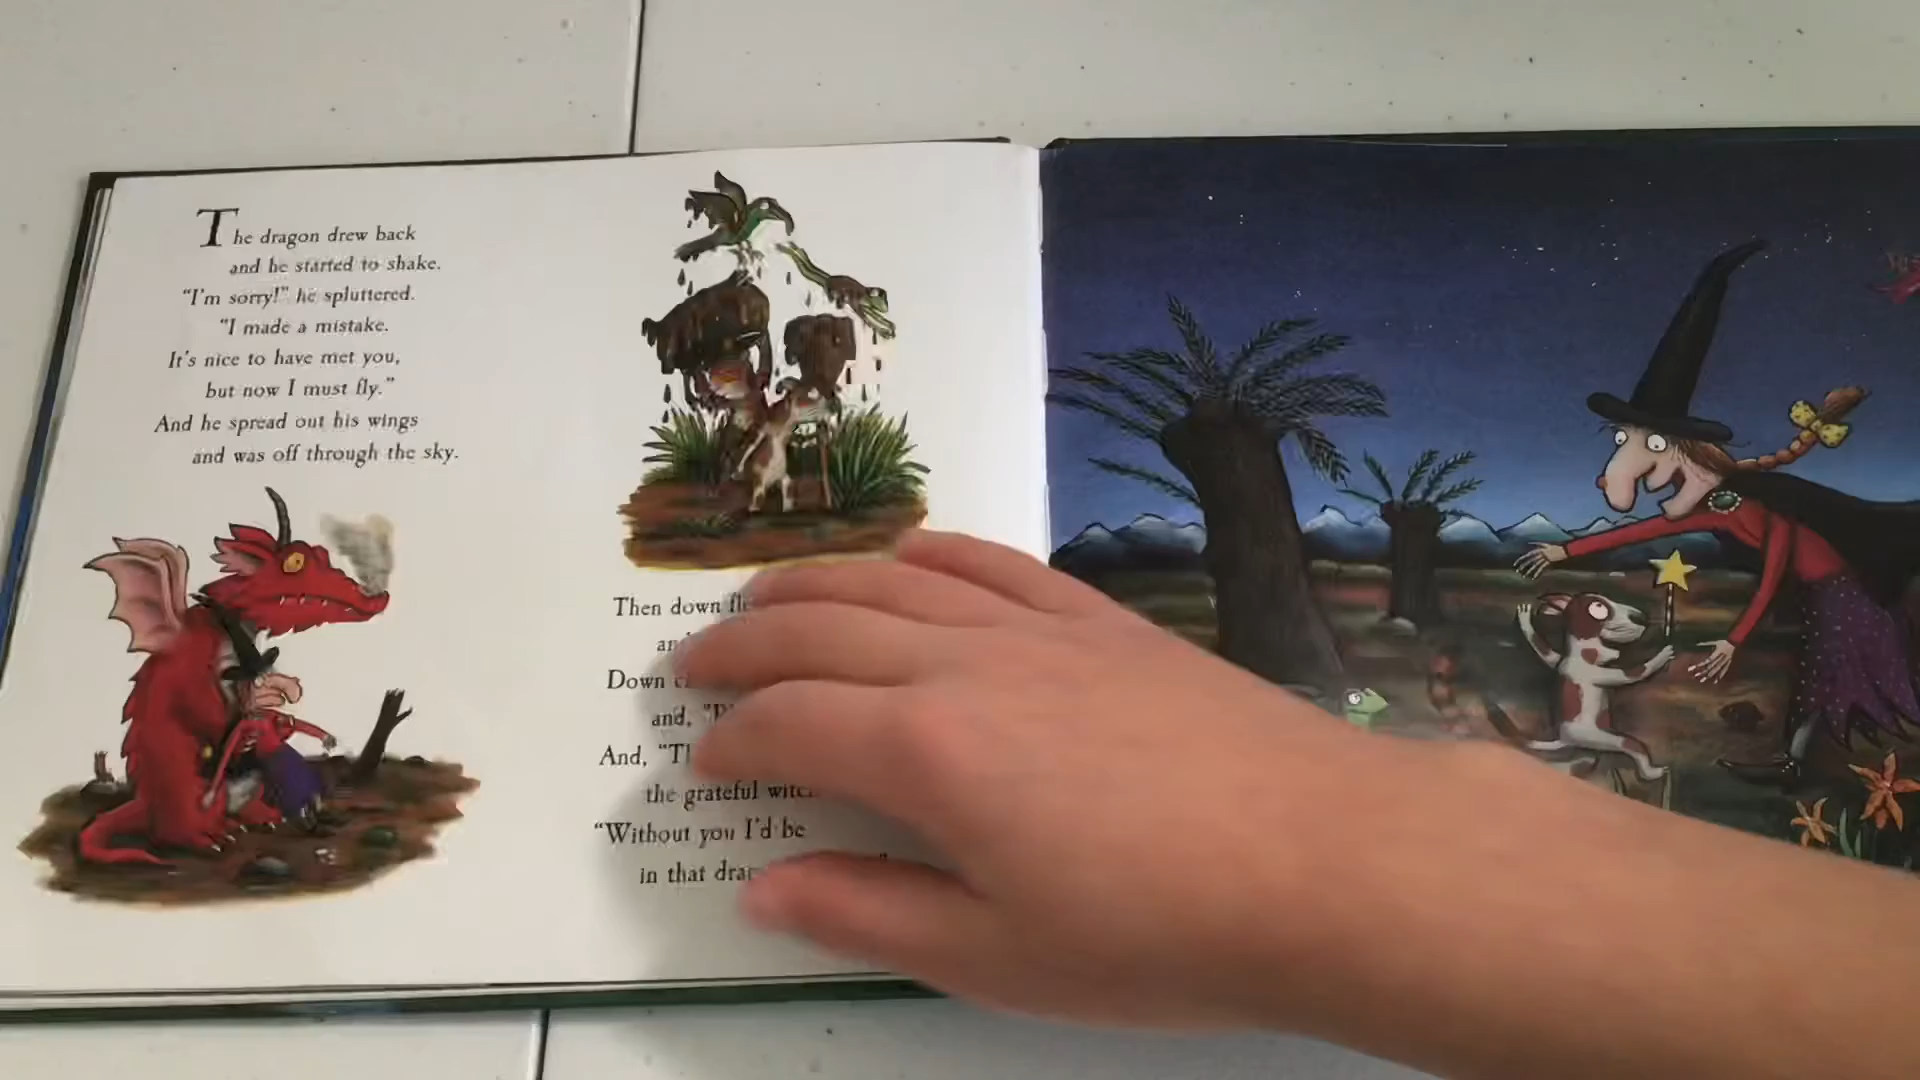 The dragon drew back
and he started to shake.
"I'm sorry!" he spluttered.
"I made a mistake.
It's nice to have met you,
but now I must fly."
And he spread out his wings
and was off through the sky.
Then down
Down
and,
And,
the grateful witch
"Without you I'd be
in that